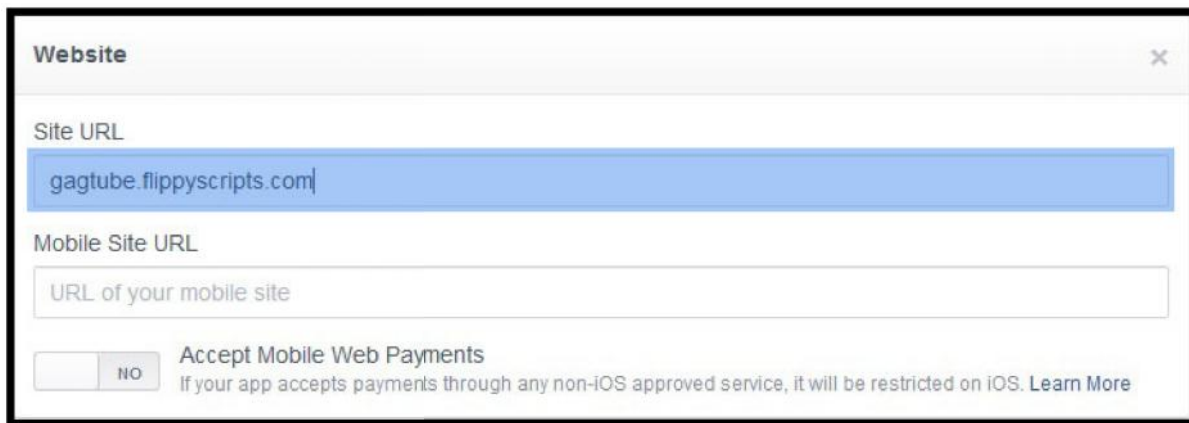 Website
×
Site URL
gagtube.flippyscripts.com
Mobile Site URL
URL of your mobile site
NO
Accept Mobile Web Payments
If your app accepts payments through any non-iOS approved service, it will be restricted on iOS. Learn More